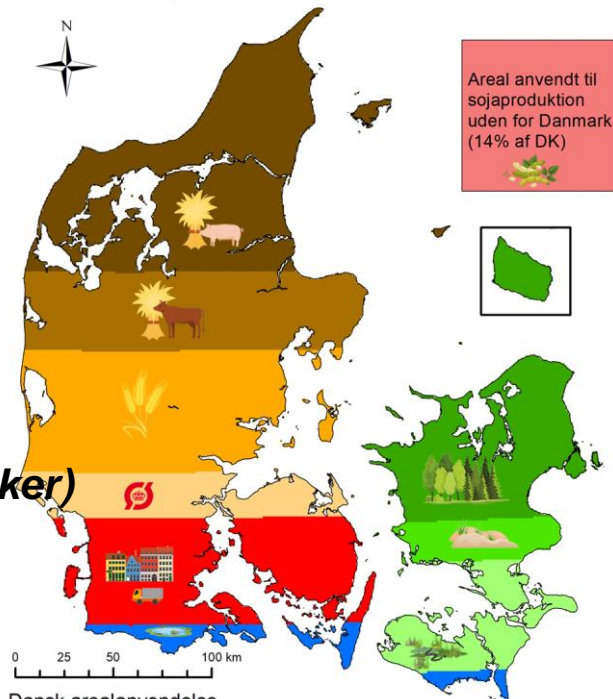 N
Areal anvendt til
sojaproduktion
uden for Danmark
(14% af DK)
ker)
Ø
0 25 50 100 km
Dansk arealanvendelse